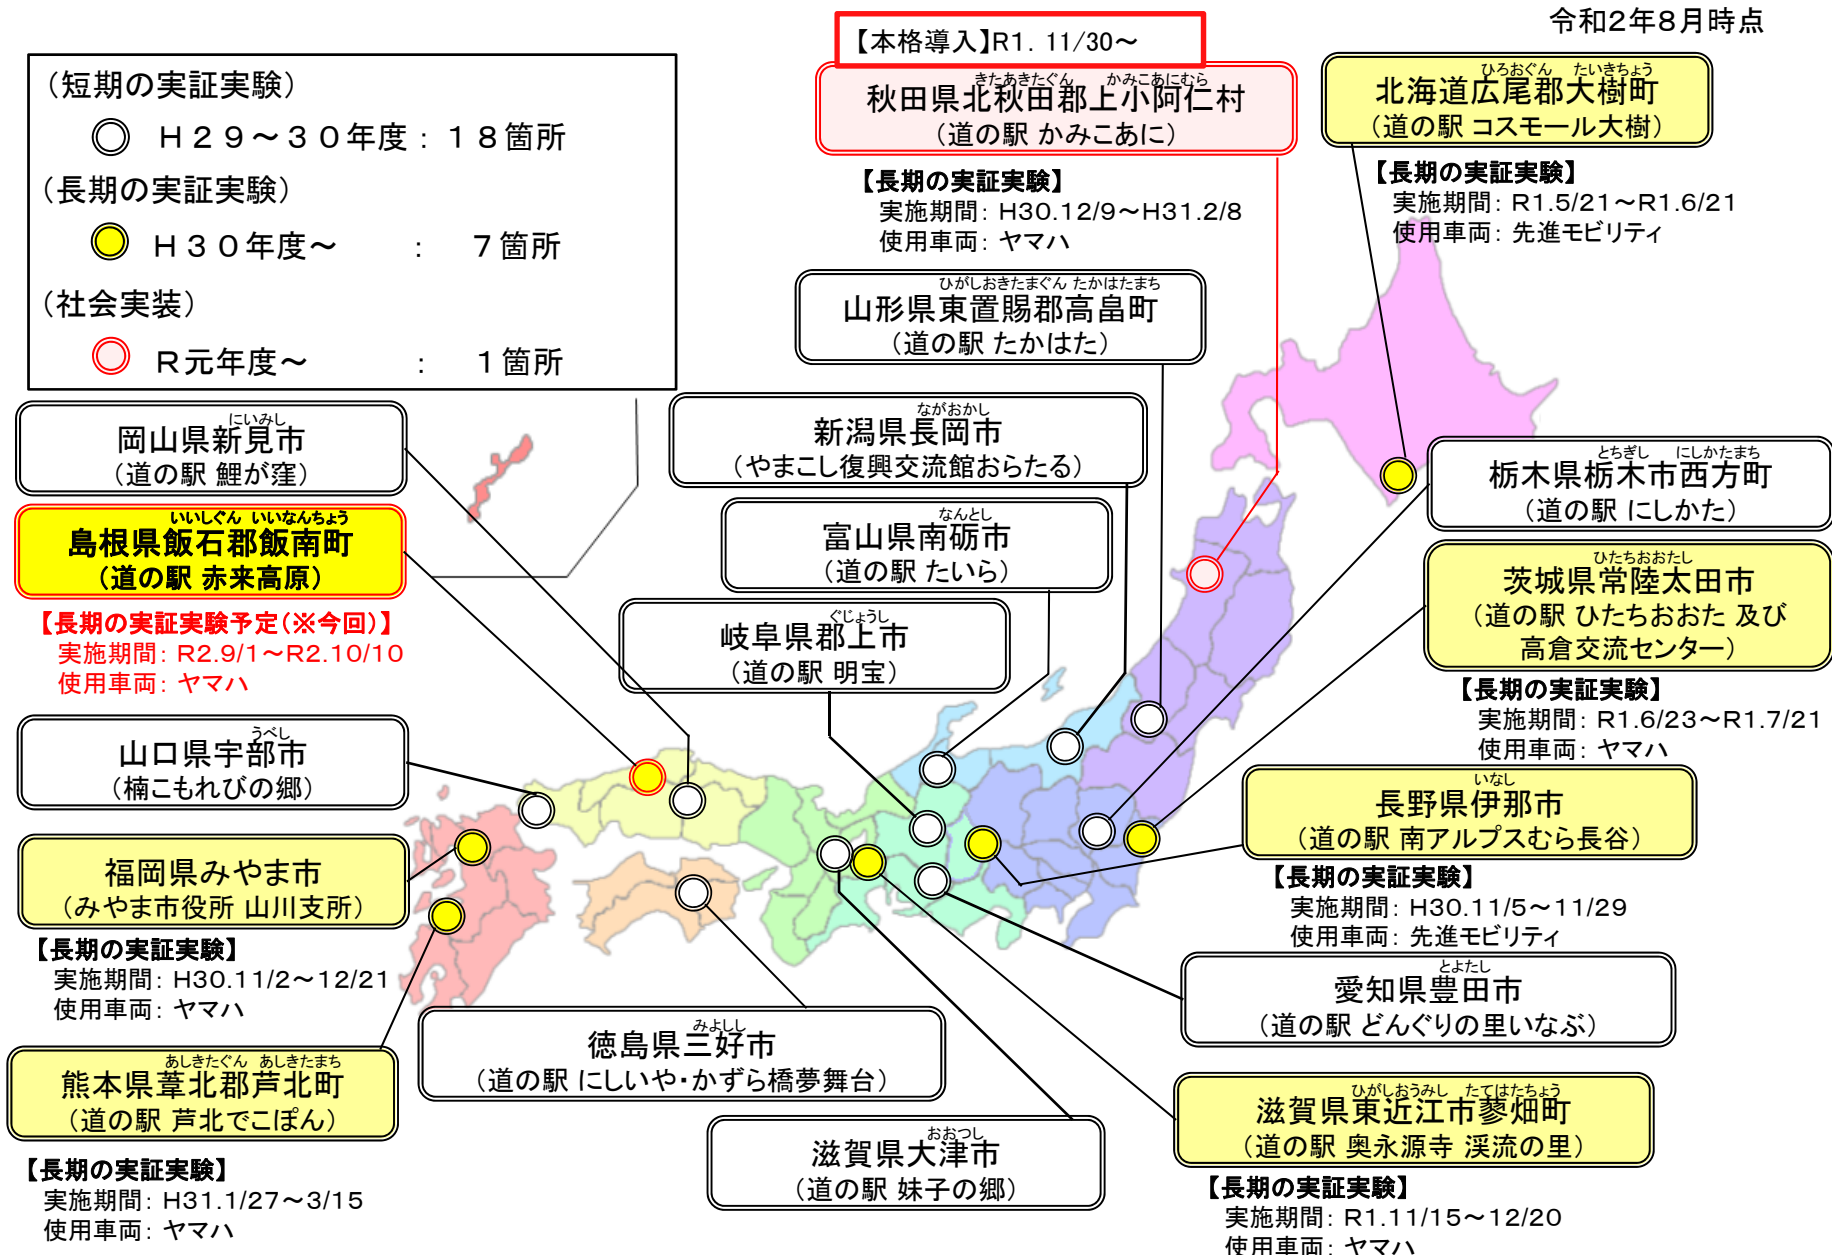 令和2年8月時点
（短期の実証実験）
H29～30年度：18箇所
（長期の実証実験）
H30年度～　：　7箇所
（社会実装）
R元年度～　：　1箇所
【本格導入】R1. 11/30～
きたあきたぐん　かみこあにむら
秋田県北秋田郡上小阿仁村
（道の駅 かみこあに）
【長期の実証実験】
実施期間：H30.12/9～H31.2/8
使用車両：ヤマハ
ひろおぐん　たいきちょう
北海道広尾郡大樹町
（道の駅 コスモール大樹）
【長期の実証実験】
実施期間：R1.5/21～R1.6/21
使用車両：先進モビリティ
ひがしおきたまぐん たかはたまち
山形県東置賜郡高畠町
（道の駅 たかはた）
にいみし
岡山県新見市
（道の駅 鯉が窪）
ながおかし
新潟県長岡市
（やまこし復興交流館おらたる）
とちぎし　にしかたまち
栃木県栃木市西方町
（道の駅 にしかた）
いいしぐん いいなんちょう
島根県飯石郡飯南町
（道の駅 赤来高原）
【長期の実証実験予定（※今回）】
実施期間：R2.9/1～R2.10/10
使用車両：ヤマハ
なんとし
富山県南砺市
（道の駅 たいら）
ひたちおおたし
茨城県常陸太田市
（道の駅 ひたちおおた 及び
高倉交流センター）
【長期の実証実験】
実施期間：R1.6/23～R1.7/21
使用車両：ヤマハ
ぐじょうし
岐阜県郡上市
（道の駅 明宝）
うべし
山口県宇部市
（楠こもれびの郷）
いなし
長野県伊那市
（道の駅 南アルプスむら長谷）
【長期の実証実験】
実施期間：H30.11/5～11/29
使用車両：先進モビリティ
福岡県みやま市
（みやま市役所 山川支所）
【長期の実証実験】
実施期間：H30.11/2～12/21
使用車両：ヤマハ
とよたし
愛知県豊田市
（道の駅 どんぐりの里いなぶ）
みよしし
徳島県三好市
（道の駅 にしいや・かずら橋夢舞台）
あしきたぐん あしきたまち
熊本県葦北郡芦北町
（道の駅 芦北でこぽん）
【長期の実証実験】
実施期間：H31.1/27～3/15
使用車両：ヤマハ
おおつし
滋賀県大津市
（道の駅 妹子の郷）
ひがしおうみし　たてはたちょう
滋賀県東近江市蓼畑町
（道の駅 奥永源寺 渓流の里）
【長期の実証実験】
実施期間：R1.11/15～12/20
使用車両：ヤマハ